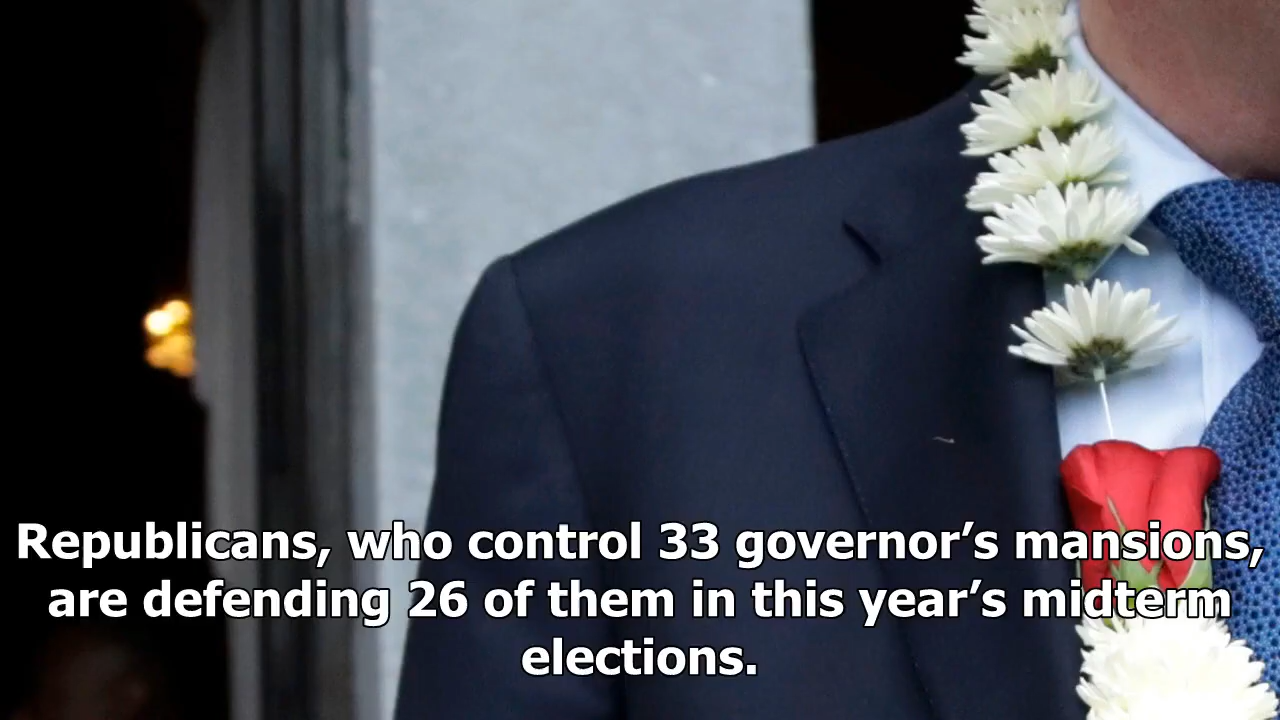 Republicans, who control 33 governor’s mansions,
are defending 26 of them in this year’s midterm
elections.